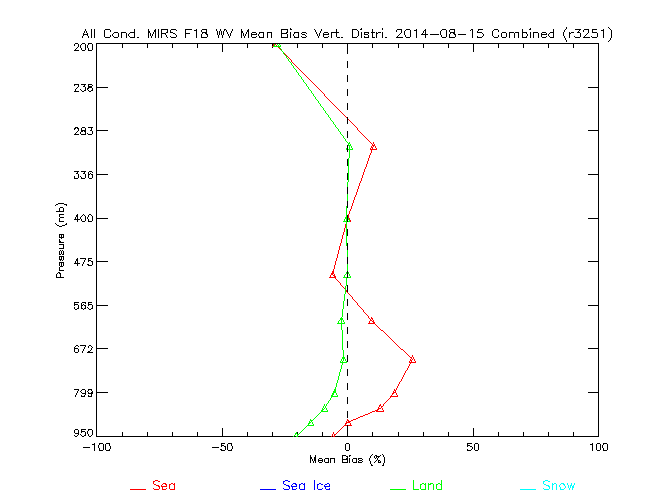 All Cond. MIRS F18 WV Mean Bias Vert. Distri. 2014-08-15 Combined (r3251)
200
238
283
336
400
475
565
672
799
950
Pressure (mb)
-100 -50 0 50 100
Mean Bias (%)
Sea Sea Ice Land Snow